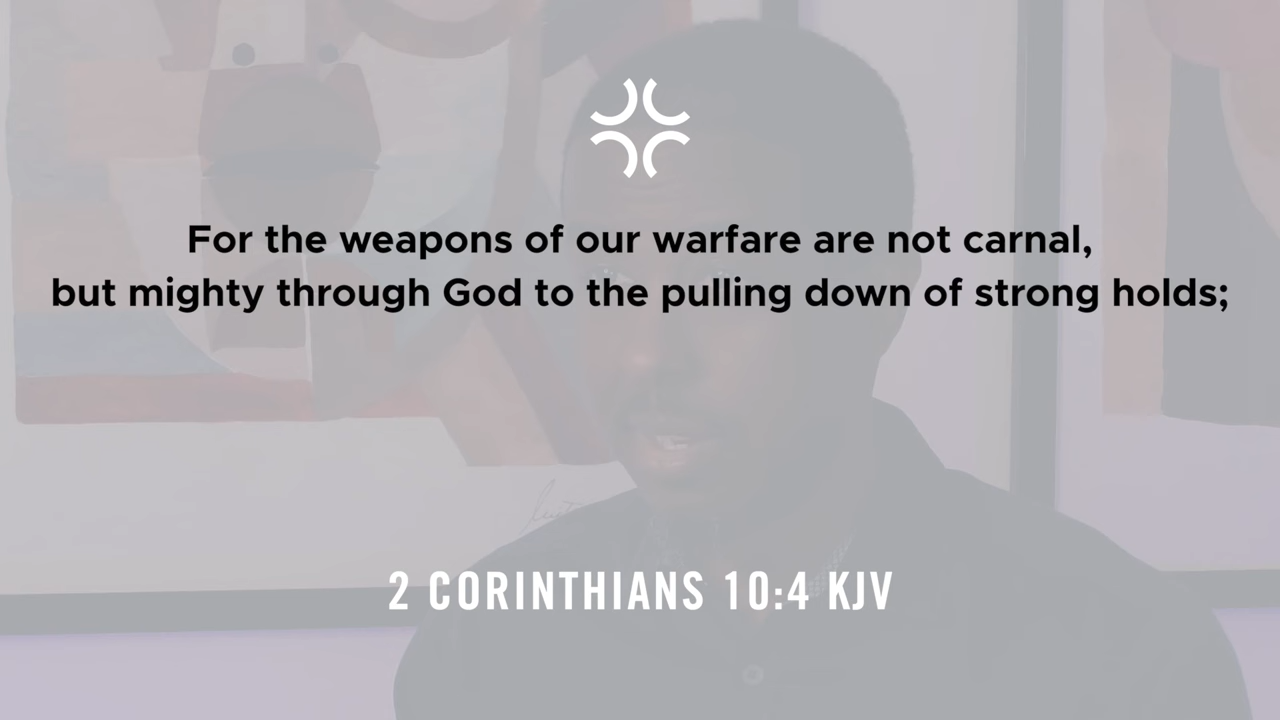 For the weapons of our warfare are not carnal,
but mighty through God to the pulling down of strong holds;
2 CORINTHIANS 10:4 KJV